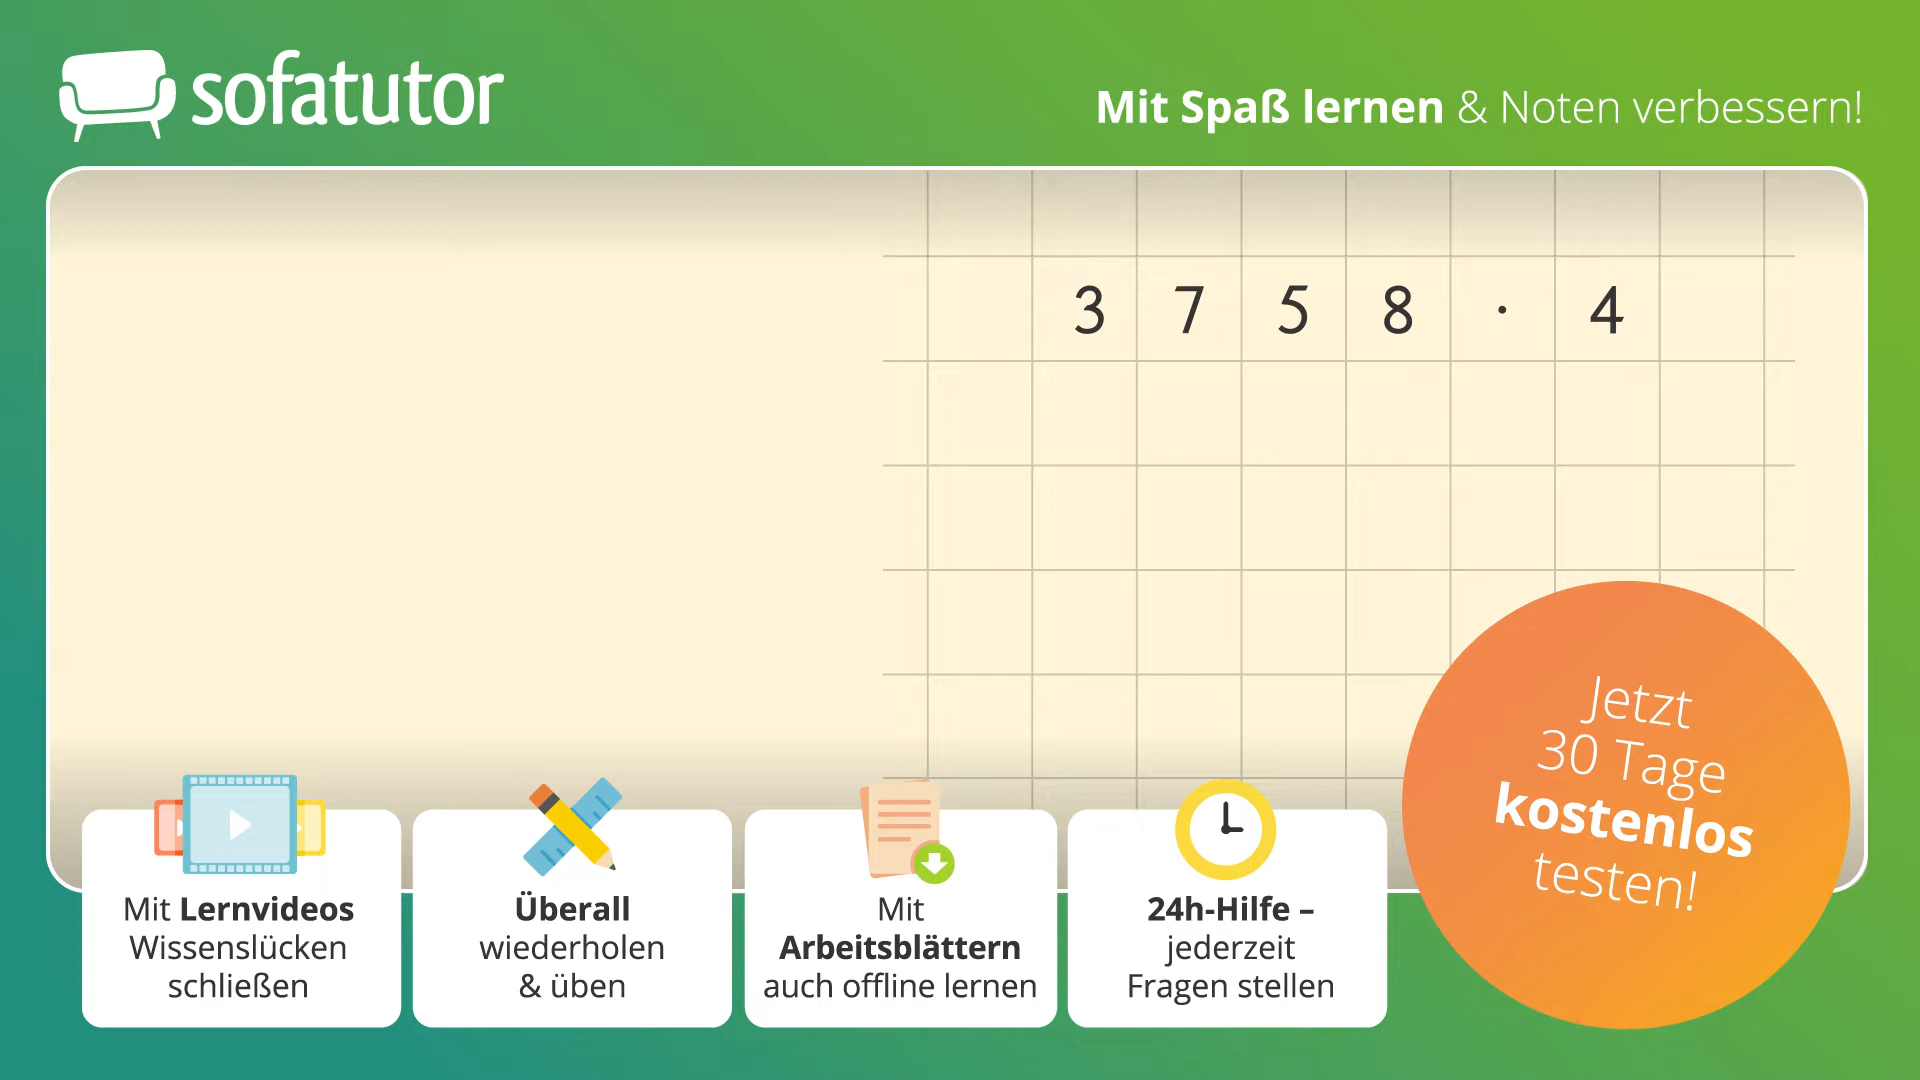 sofatutor
Mit Spaß lernen & Noten verbessern!
3 7 5 8 · 4
Jetzt
30 Tage
kostenlos
testen!
Mit Lernvideos
Wissenslücken
schließen
Überall
wiederholen
& üben
Mit
Arbeitsblättern
auch offline lernen
24h-Hilfe –
jederzeit
Fragen stellen